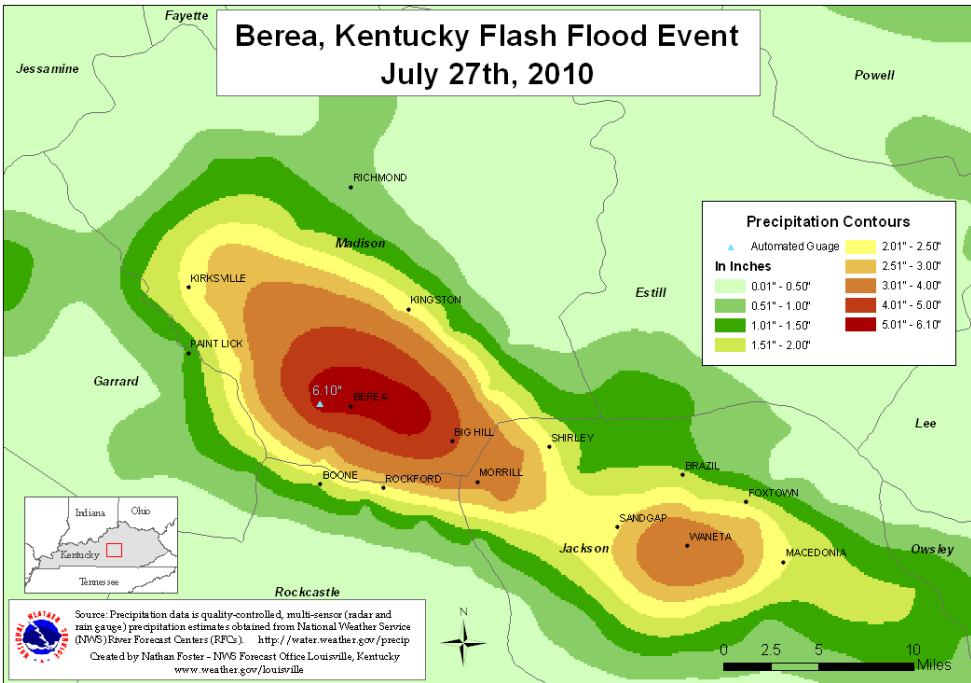 Berea, Kentucky Flash Flood Event
July 27th, 2010
Fayette
Jessamine
Powell
RICHMOND
Madison
KIRKSVILLE
KINGSTON
Estill
PAINT LICK
Garrard
6.10"
BEREA
BIG HILL
SHIRLEY
Lee
BOONE
ROCKFORD
MORRILL
BRAZIL
FOXTOWN
SANDGAP
WANETA
Jackson
MACEDONIA
Owsley
Rockcastle
Precipitation Contours
Automated Guage
In Inches
0.01" - 0.50"
0.51" - 1.00"
1.01" - 1.50"
1.51" - 2.00"
2.01" - 2.50"
2.51" - 3.00"
3.01" - 4.00"
4.01" - 5.00"
5.01" - 6.10"
Indiana
Ohio
Kentucky
Tennessee
NATIONAL WEATHER SERVICE
Source: Precipitation data is quality-controlled, multi-sensor (radar and
rain gauge) precipitation estimates obtained from National Weather Service
(NWS) River Forecast Centers (RFCs). http://water.weather.gov/precip
Created by Nathan Foster - NWS Forecast Office Louisville, Kentucky
www.weather.gov/louisville
N
0 2.5 5 10
Miles